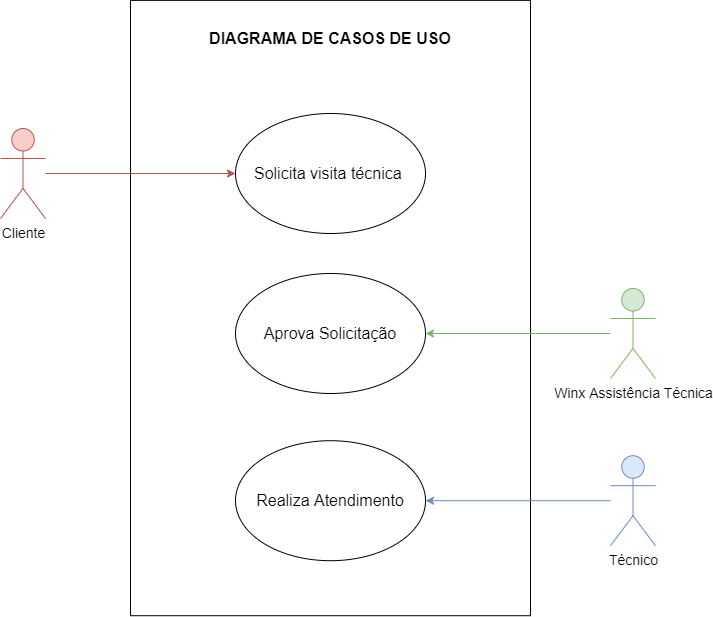 DIAGRAMA DE CASOS DE USO
Solicita visita técnica
Cliente
Aprova Solicitação
Winx Assistência Técnica
Realiza Atendimento
Técnico